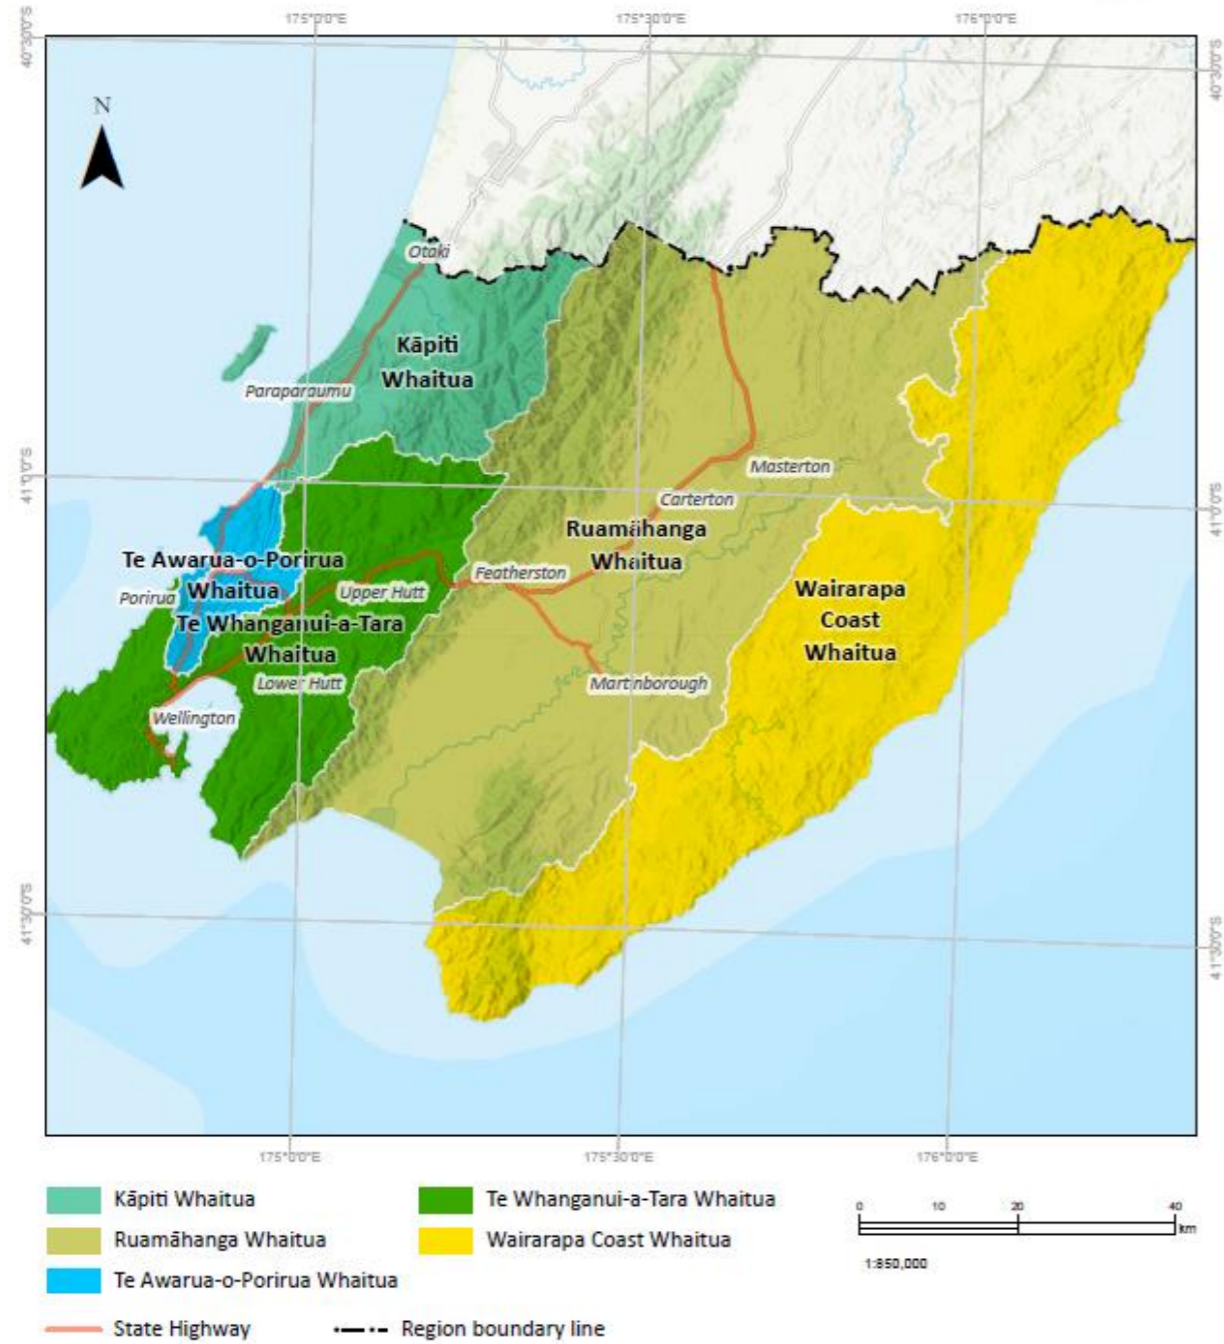 175°0'0"E
175°30'0"E
176°0'0"E
40°30'0"S
40°30'0"S
N
Otaki
Kāpiti
Whaitua
Paraparaumu
Masterton
41°0'0"S
Carterton
41°0'0"S
Ruamāhanga
Whaitua
Te Awarua-o-Porirua
Whaitua
Featherston
Porirua
Upper Hutt
Wairarapa
Coast
Whaitua
Te Whanganui-a-Tara
Whaitua
Lower Hutt
Martinborough
Wellington
41°30'0"S
41°30'0"S
175°0'0"E
175°30'0"E
176°0'0"E
Kāpiti Whaitua
Te Whanganui-a-Tara Whaitua
Ruamāhanga Whaitua
Wairarapa Coast Whaitua
Te Awarua-o-Porirua Whaitua
State Highway
Region boundary line
0 10 20 40
km
1:850,000